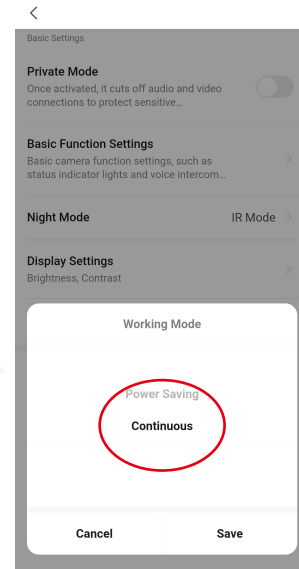 Basic Settings
Private Mode
Once activated, it cuts off audio and video
connections to protect sensitive...
Basic Function Settings
Basic camera function settings, such as
status indicator lights and voice intercom...
Night Mode IR Mode
Display Settings
Brightness, Contrast
Working Mode
Power Saving
Continuous
Cancel Save